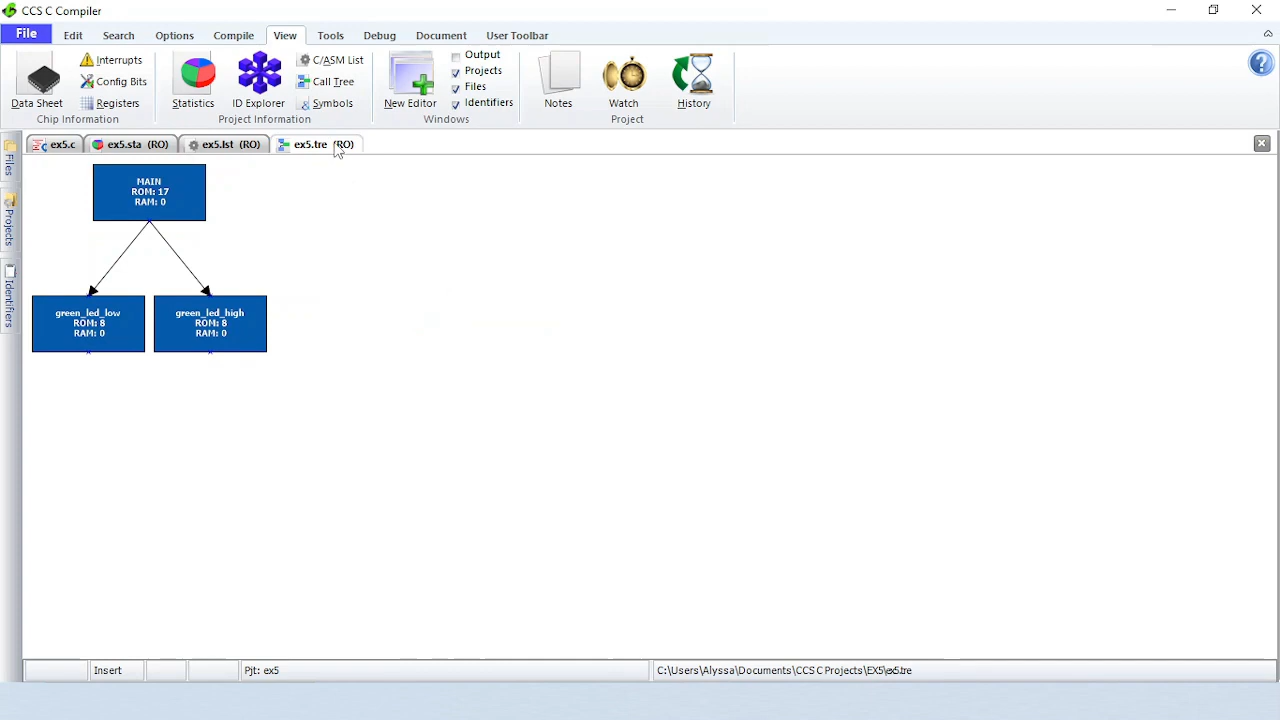 CCS C Compiler
File Edit Search Options Compile View Tools Debug Document User Toolbar
Data Sheet
Interrupts
Config Bits
Registers
Chip Information
Statistics
ID Explorer
C/ASM List
Call Tree
Symbols
Project Information
New Editor
Output
Projects
Files
Identifiers
Windows
Notes
Watch
History
Project
ex5.c
ex5.sta (RO)
ex5.lst (RO)
ex5.tre (RO)
Files
Projects
Identifiers
MAIN
ROM: 17
RAM: 0
green_led_low
ROM: 8
RAM: 0
green_led_high
ROM: 8
RAM: 0
Insert
Pjt: ex5
C:\Users\Alyssa\Documents\CCS C Projects\EX5\ex5.tre